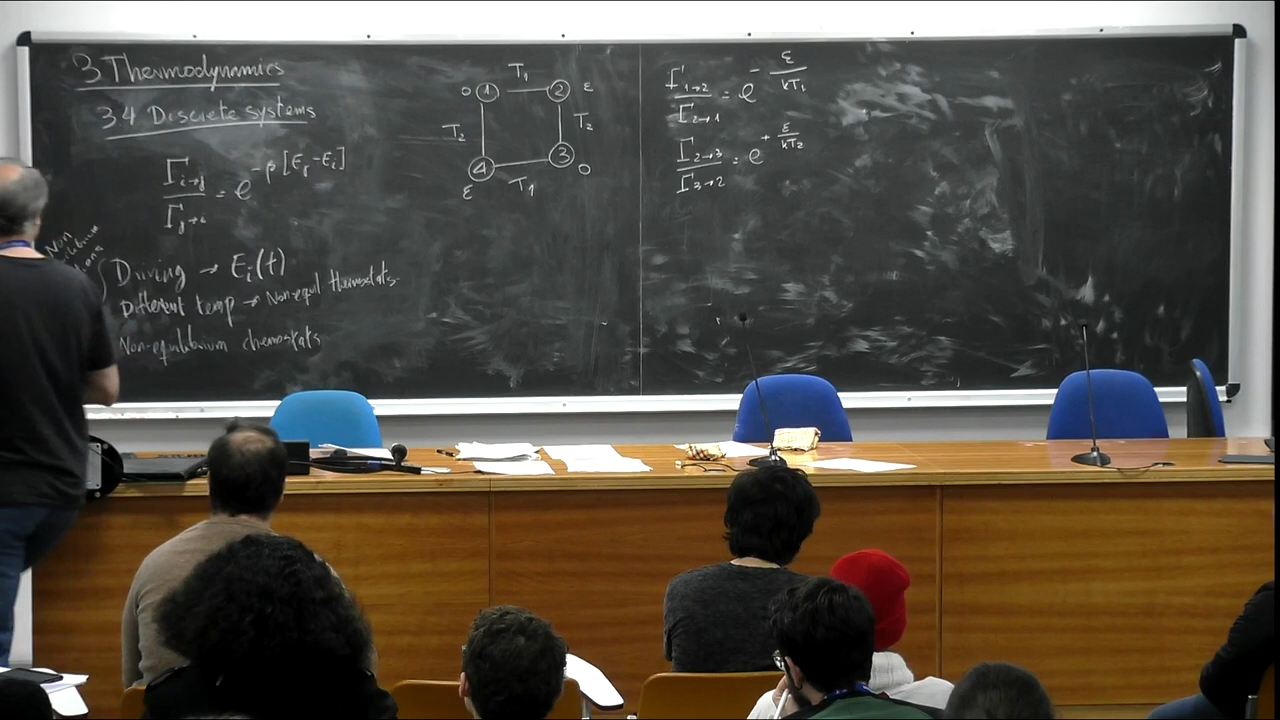 3 Thermodynamics
3 4 Discrete systems
Γi→j / Γj→i = e^{-β[Ej-Ei]}
Non
Driving → Ei(t)
Different temp → Non-equil thermostats
Non-equilibrium chemostats
T1
0 1 2 ε
T2 T2
4 3 0
ε T1
Γ1→2 / Γ2→1 = e^{-ε/kT1}
Γ2→3 / Γ3→2 = e^{+ε/kT2}